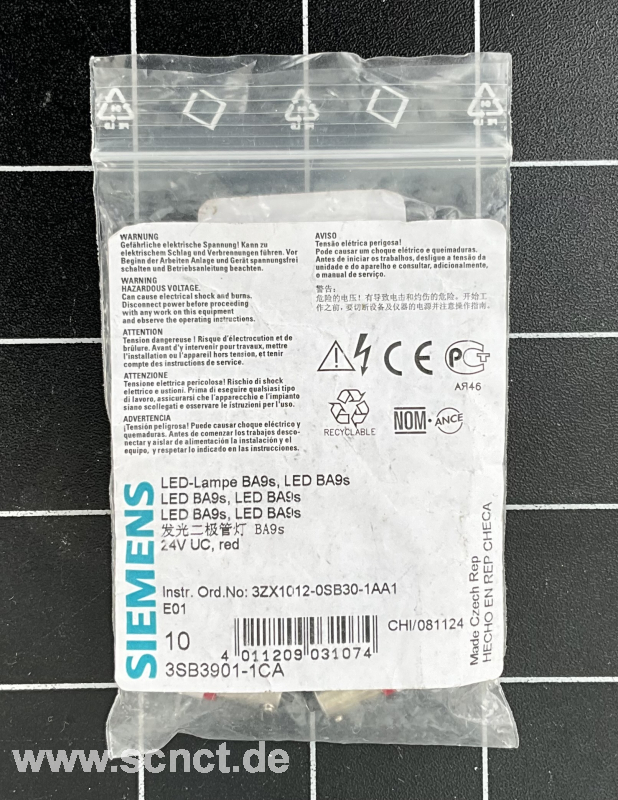 WARNUNG
Gefährliche elektrische Spannung! Kann zu
elektrischem Schlag und Verbrennungen führen. Vor
Beginn der Arbeiten Anlage und Gerät spannungsfrei
schalten und Betriebsanleitung beachten.
WARNING
HAZARDOUS VOLTAGE.
Can cause electrical shock and burns.
Disconnect power before proceeding
with any work on this equipment
and observe the operating instructions.
ATTENTION
Tension dangereuse ! Risque d'électrocution et de
brûlure. Avant d'y intervenir pour travaux, mettre
l'installation ou l'appareil hors tension, et tenir
compte des instructions de service.
ATTENZIONE
Tensione elettrica pericolosa! Rischio di shock
elettrico e ustioni. Prima di eseguire qualsiasi tipo
di lavoro, assicurarsi che l'apparecchio e l'impianto
siano scollegati e osservare le istruzioni per l'uso.
ADVERTENCIA
¡Tensión peligrosa! Puede causar choque eléctrico y
quemaduras. Antes de comenzar los trabajos desco-
nectar y aislar de alimentación la instalación y el
equipo, y respetar lo indicado en las instrucciones.
AVISO
Tensão elétrica perigosa!
Pode causar um choque elétrico e queimaduras.
Antes de iniciar os trabalhos, desligue a tensão da
unidade e do aparelho e consultar, adicionalmente,
o manual de serviço.
警告:
危险的电压!有导致电击和灼伤的危险。开始工
作之前,要切断设备及仪器的电源并注意操作指南。
CE
PCT
АЯ46
RECYCLABLE
NOM-ANCE
SIEMENS
LED-Lampe BA9s, LED BA9s
LED BA9s, LED BA9s
LED BA9s, LED BA9s
发光二极管灯 BA9s
24V UC, red
Instr. Ord.No: 3ZX1012-0SB30-1AA1
E01
10
4 011209 031074
CHI/081124
3SB3901-1CA
Made Czech Rep
HECHO EN REP CHECA
www.scnct.de